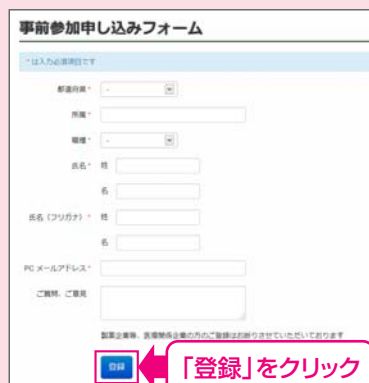 事前参加申し込みフォーム
* は入力必須項目です
都道府県 * -
所属 *
職種 * -
氏名 * 姓
名
氏名（フリガナ） * 姓
名
PC メールアドレス *
ご質問、ご意見
製薬企業等、医療関係企業の方のご登録はお断りさせていただいております
登録
「登録」をクリック